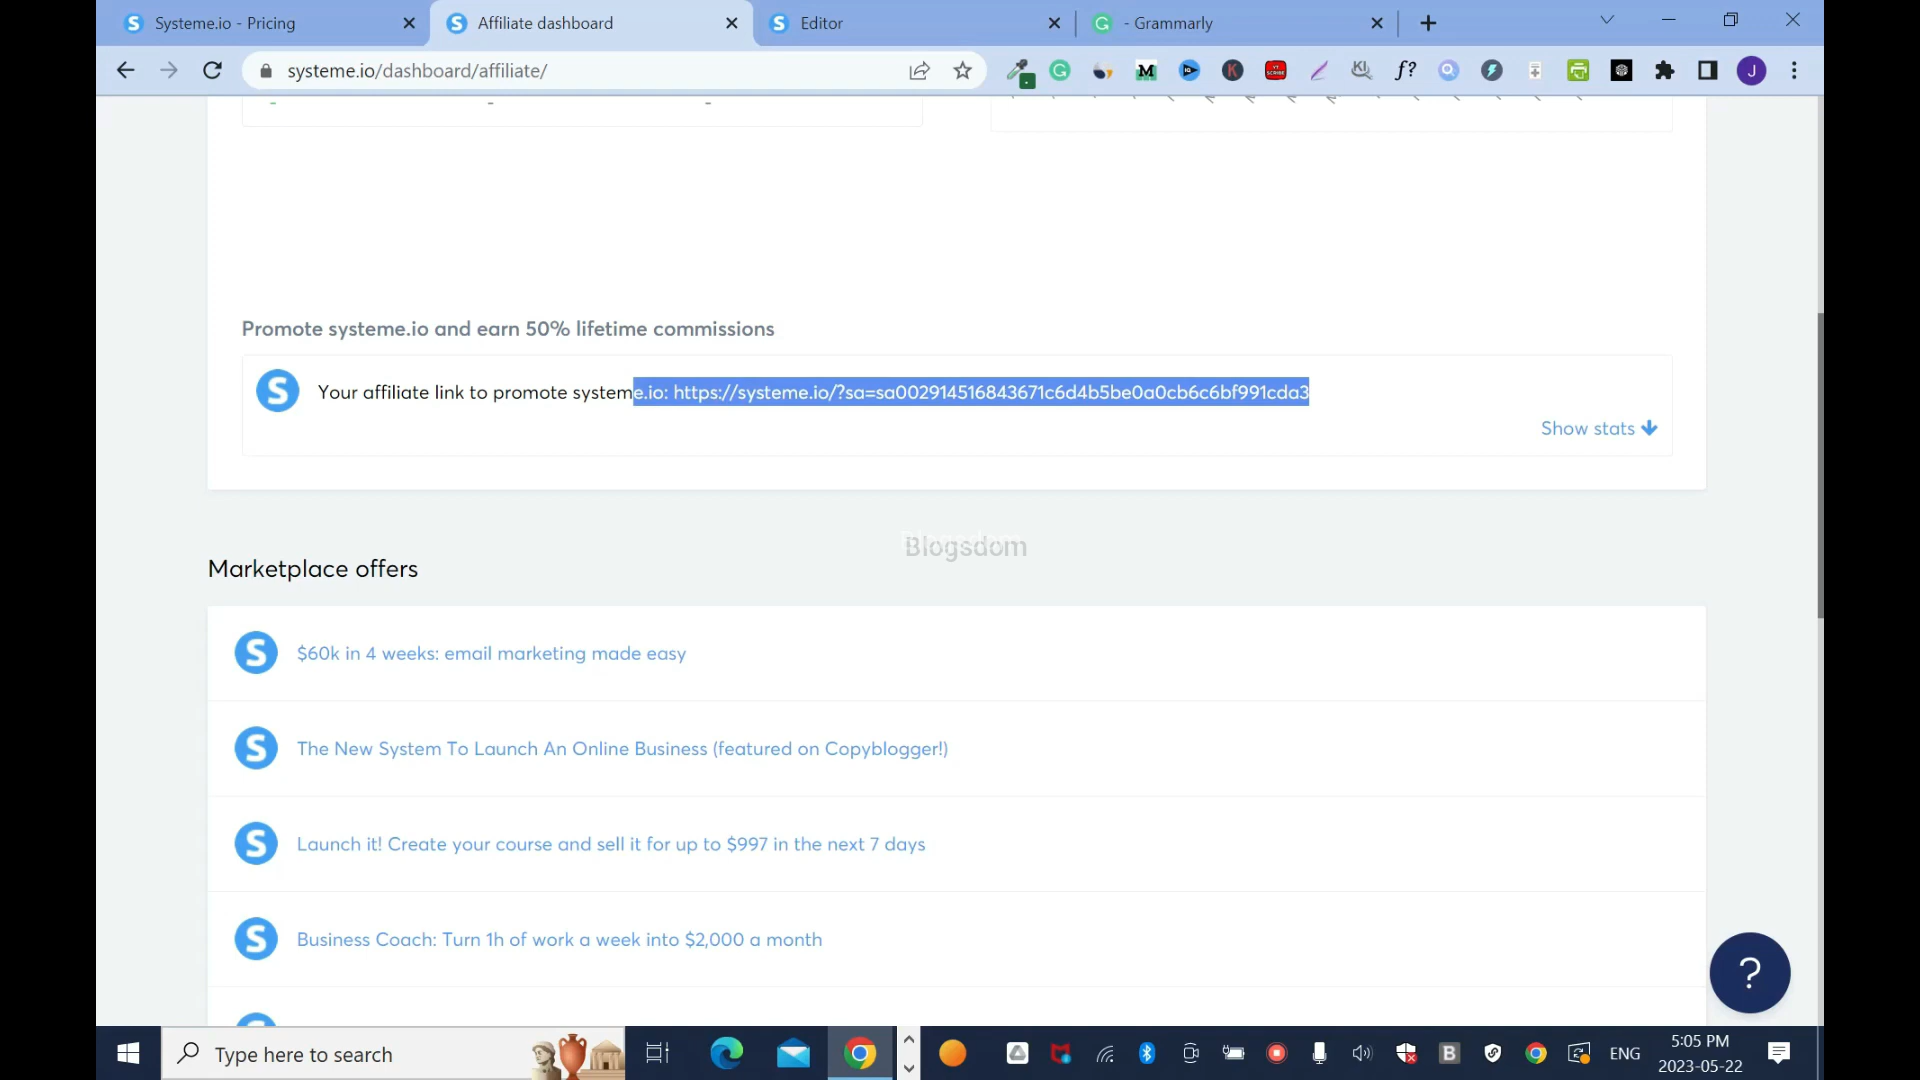 Systeme.io - Pricing
Affiliate dashboard
Editor
- Grammarly
systeme.io/dashboard/affiliate/
Promote systeme.io and earn 50% lifetime commissions
Your affiliate link to promote systeme.io: https://systeme.io/?sa=sa002914516843671c6d4b5be0a0cb6c6bf991cda3
Show stats
Blogsdom
Marketplace offers
$60k in 4 weeks: email marketing made easy
The New System To Launch An Online Business (featured on Copyblogger!)
Launch it! Create your course and sell it for up to $997 in the next 7 days
Business Coach: Turn 1h of work a week into $2,000 a month
?
Type here to search
ENG
5:05 PM
2023-05-22